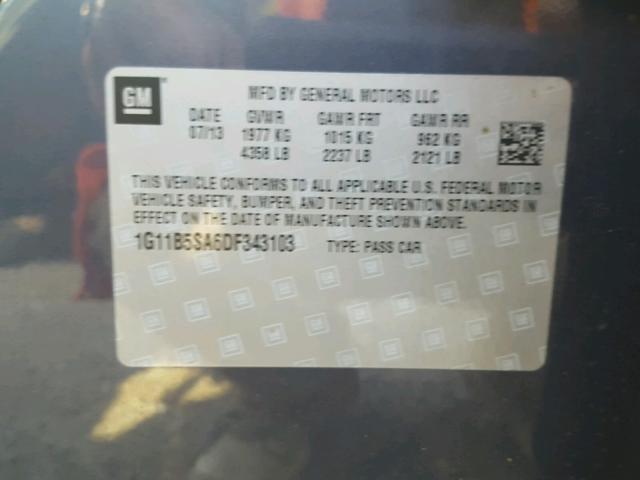 GM
MFD BY GENERAL MOTORS LLC
DATE GVWR GAWR FRT GAWR RR
07/13 1977 KG 1015 KG 962 KG
4358 LB 2237 LB 2121 LB
THIS VEHICLE CONFORMS TO ALL APPLICABLE U.S. FEDERAL MOTOR
VEHICLE SAFETY, BUMPER, AND THEFT PREVENTION STANDARDS IN
EFFECT ON THE DATE OF MANUFACTURE SHOWN ABOVE.
1G11B5SA6DF343103 TYPE: PASS CAR